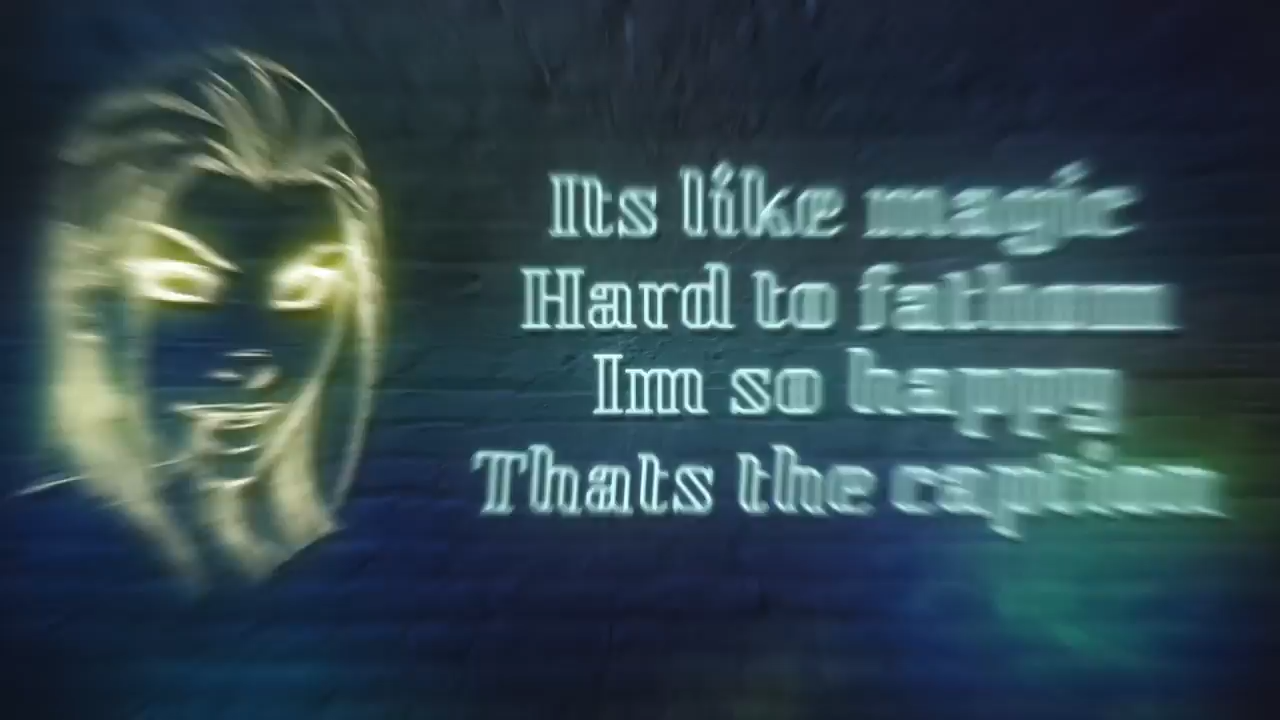 Its like magic
Hard to fathom
Im so happy
Thats the caption